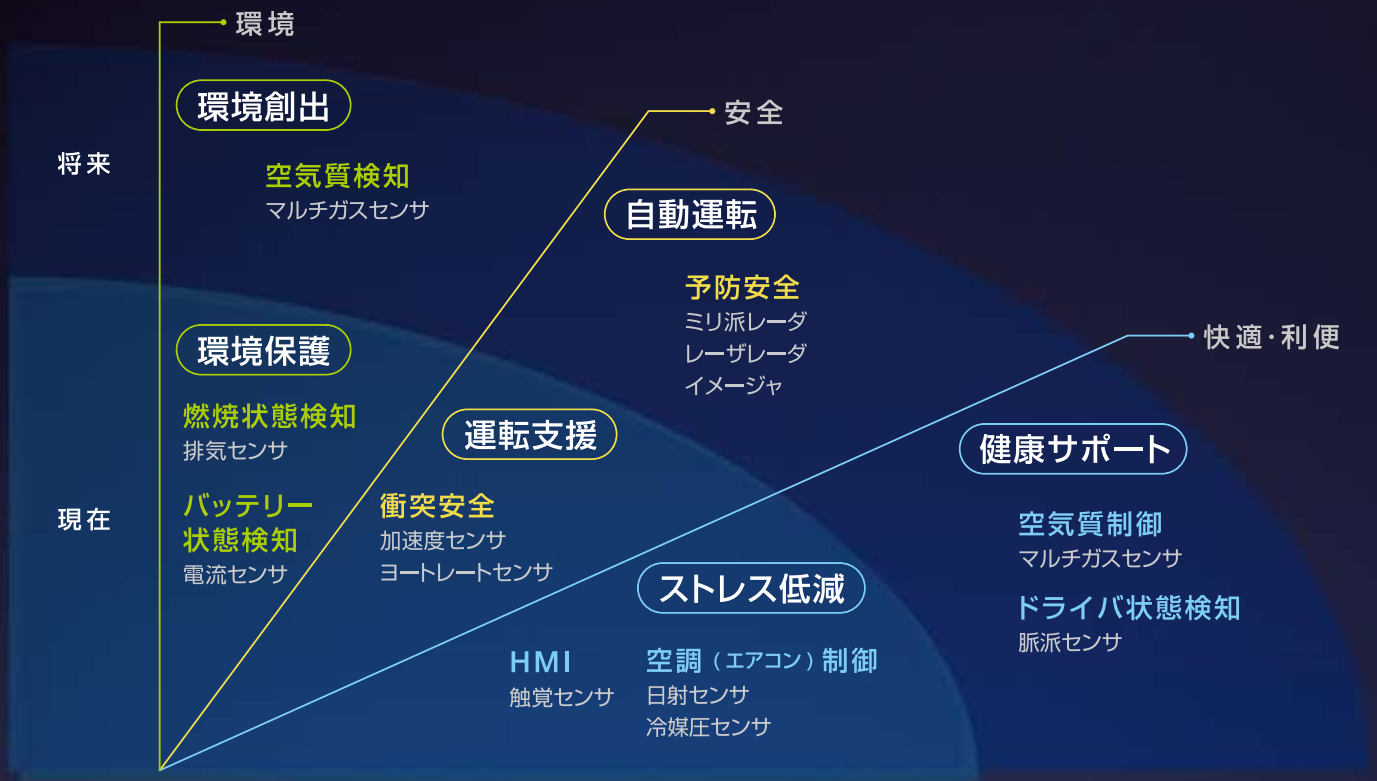 環境
安全
快適・利便
将来
環境創出
空気質検知
マルチガスセンサ
自動運転
予防安全
ミリ派レーダ
レーザレーダ
イメージャ
健康サポート
空気質制御
マルチガスセンサ
ドライバ状態検知
脈派センサ
現在
環境保護
燃焼状態検知
排気センサ
バッテリー
状態検知
電流センサ
運転支援
衝突安全
加速度センサ
ヨートレートセンサ
ストレス低減
HMI
触覚センサ
空調（エアコン）制御
日射センサ
冷媒圧センサ